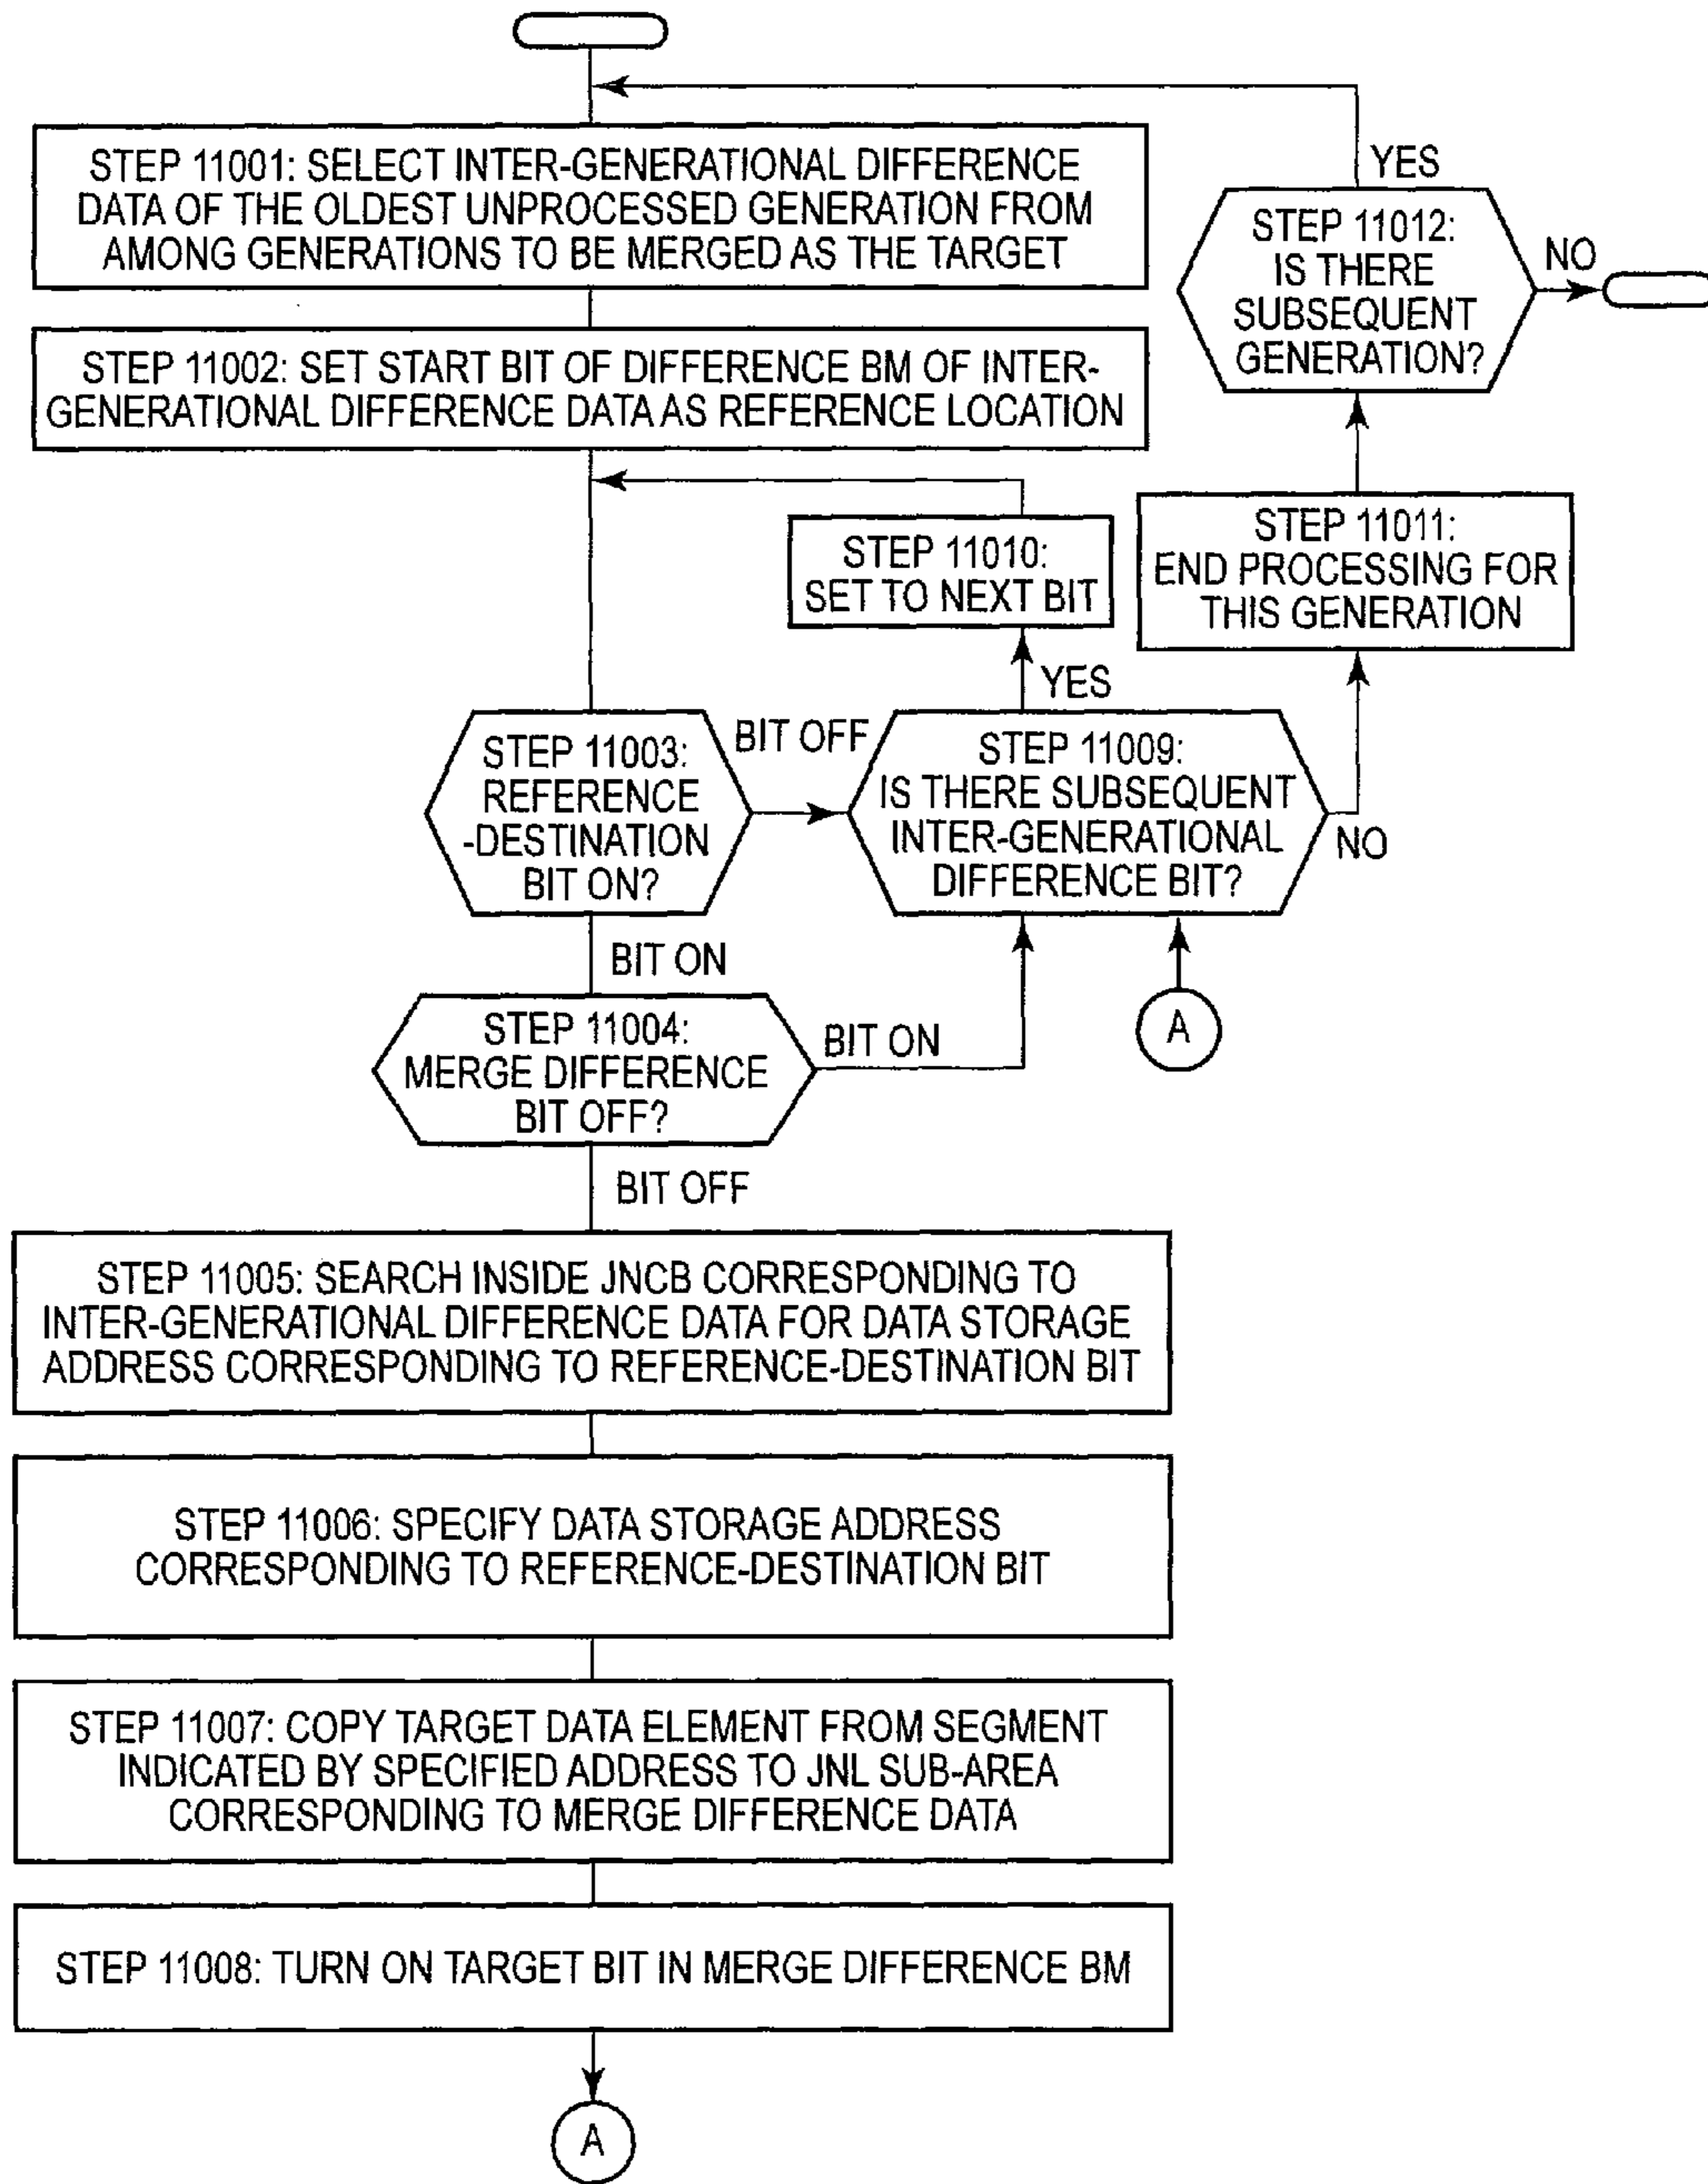 STEP 11001: SELECT INTER-GENERATIONAL DIFFERENCE
DATA OF THE OLDEST UNPROCESSED GENERATION FROM
AMONG GENERATIONS TO BE MERGED AS THE TARGET
STEP 11002: SET START BIT OF DIFFERENCE BM OF INTER-
GENERATIONAL DIFFERENCE DATA AS REFERENCE LOCATION
STEP 11003:
REFERENCE
-DESTINATION
BIT ON?
BIT OFF
BIT ON
STEP 11009:
IS THERE SUBSEQUENT
INTER-GENERATIONAL
DIFFERENCE BIT?
YES
NO
STEP 11010:
SET TO NEXT BIT
STEP 11011:
END PROCESSING FOR
THIS GENERATION
STEP 11012:
IS THERE
SUBSEQUENT
GENERATION?
YES
NO
A
STEP 11004:
MERGE DIFFERENCE
BIT OFF?
BIT ON
BIT OFF
STEP 11005: SEARCH INSIDE JNCB CORRESPONDING TO
INTER-GENERATIONAL DIFFERENCE DATA FOR DATA STORAGE
ADDRESS CORRESPONDING TO REFERENCE-DESTINATION BIT
STEP 11006: SPECIFY DATA STORAGE ADDRESS
CORRESPONDING TO REFERENCE-DESTINATION BIT
STEP 11007: COPY TARGET DATA ELEMENT FROM SEGMENT
INDICATED BY SPECIFIED ADDRESS TO JNL SUB-AREA
CORRESPONDING TO MERGE DIFFERENCE DATA
STEP 11008: TURN ON TARGET BIT IN MERGE DIFFERENCE BM
A